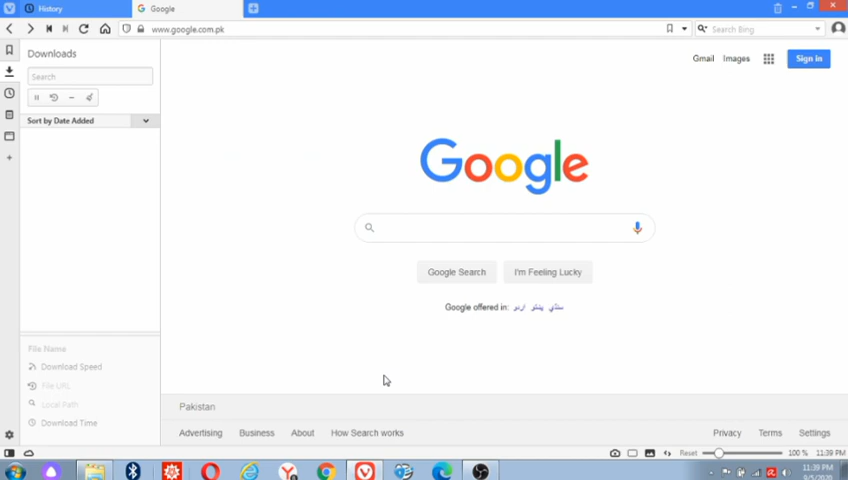 History
Google
www.google.com.pk
Search Bing
Downloads
Search
Sort by Date Added
File Name
Download Speed
File URL
Local Path
Download Time
Gmail Images Sign in
Google
Google Search I'm Feeling Lucky
Google offered in: اردو پښتو سنڌي
Pakistan
Advertising Business About How Search works
Privacy Terms Settings
Reset 100 % 11:39 PM
11:39 PM
9/5/2020